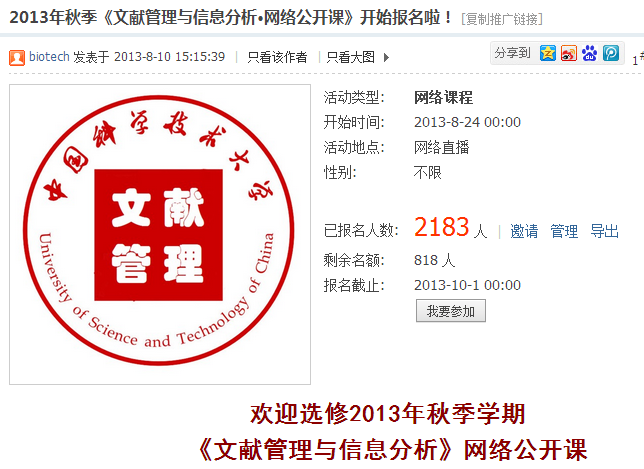 2013年秋季《文献管理与信息分析•网络公开课》开始报名啦！ [复制推广链接]
biotech 发表于 2013-8-10 15:15:39 | 只看该作者 | 只看大图
分享到
1#
中国科学技术大学
文献
管理
University of Science and Technology of China
活动类型: 网络课程
开始时间: 2013-8-24 00:00
活动地点: 网络直播
性别: 不限
已报名人数: 2183 人 | 邀请 管理 导出
剩余名额: 818 人
报名截止: 2013-10-1 00:00
我要参加
欢迎选修2013年秋季学期
《文献管理与信息分析》网络公开课